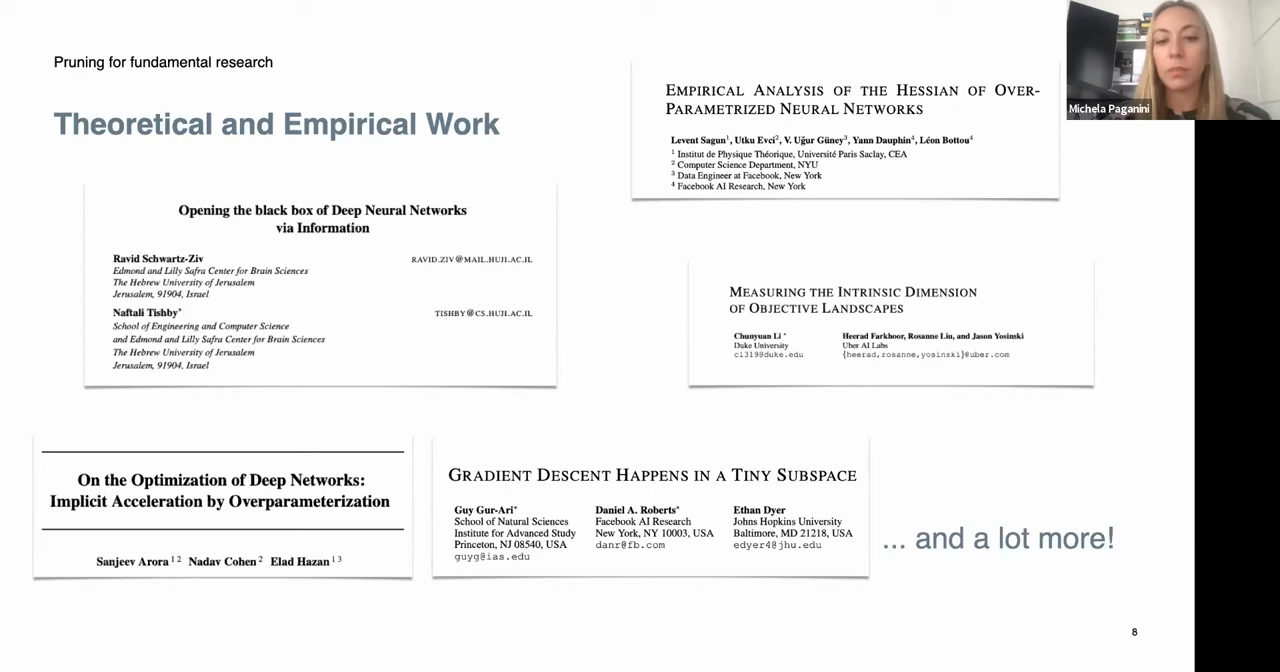 Pruning for fundamental research
Theoretical and Empirical Work
EMPIRICAL ANALYSIS OF THE HESSIAN OF OVER-
PARAMETRIZED NEURAL NETWORKS
Levent Sagun1, Utku Evci2, V. Uğur Güney3, Yann Dauphin4, Léon Bottou4
1 Institut de Physique Théorique, Université Paris Saclay, CEA
2 Computer Science Department, NYU
3 Data Engineer at Facebook, New York
4 Facebook AI Research, New York
Michela Paganini
Opening the black box of Deep Neural Networks
via Information
Ravid Schwartz-Ziv RAVID.ZIV@MAIL.HUJI.AC.IL
Edmond and Lilly Safra Center for Brain Sciences
The Hebrew University of Jerusalem
Jerusalem, 91904, Israel
Naftali Tishby* TISHBY@CS.HUJI.AC.IL
School of Engineering and Computer Science
and Edmond and Lilly Safra Center for Brain Sciences
The Hebrew University of Jerusalem
Jerusalem, 91904, Israel
MEASURING THE INTRINSIC DIMENSION
OF OBJECTIVE LANDSCAPES
Chunyuan Li * Heerad Farkhoor, Rosanne Liu, and Jason Yosinski
Duke University Uber AI Labs
cl319@duke.edu {heerad,rosanne,yosinski}@uber.com
On the Optimization of Deep Networks:
Implicit Acceleration by Overparameterization
Sanjeev Arora 1 2 Nadav Cohen 2 Elad Hazan 1 3
GRADIENT DESCENT HAPPENS IN A TINY SUBSPACE
Guy Gur-Ari* Daniel A. Roberts* Ethan Dyer
School of Natural Sciences Facebook AI Research Johns Hopkins University
Institute for Advanced Study New York, NY 10003, USA Baltimore, MD 21218, USA
Princeton, NJ 08540, USA danr@fb.com edyer4@jhu.edu
guyg@ias.edu
... and a lot more!
8